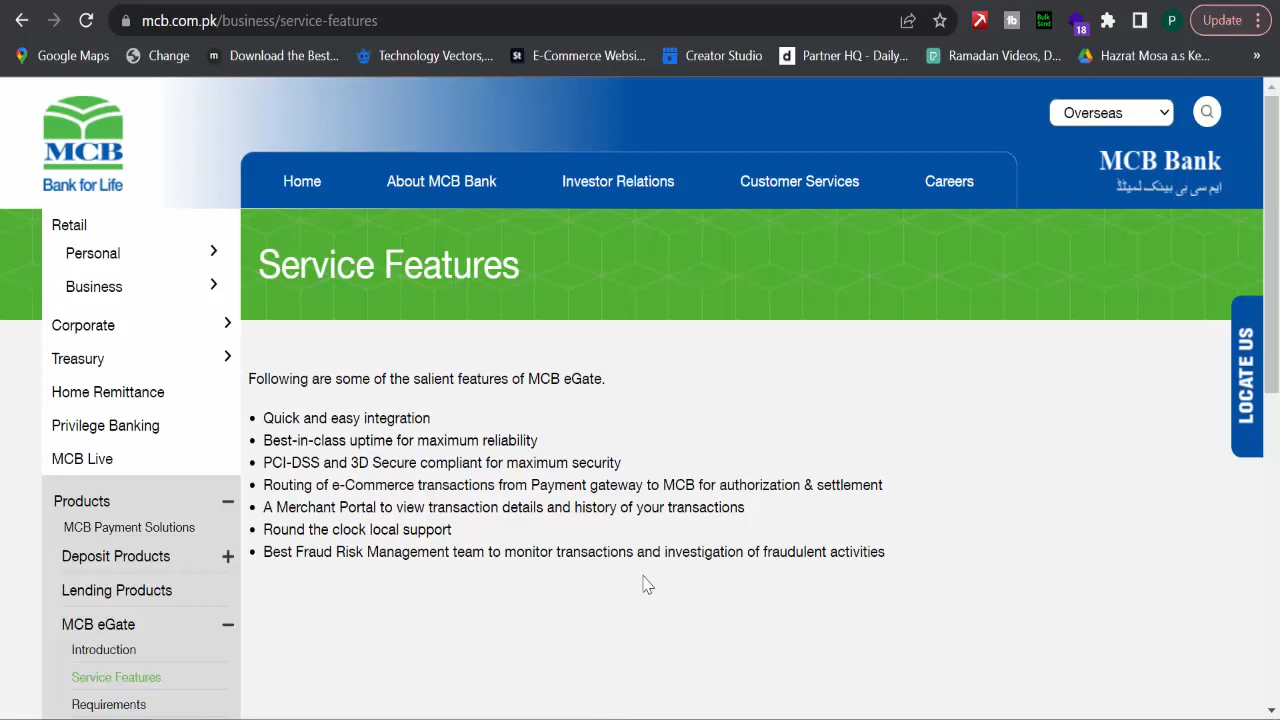 mcb.com.pk/business/service-features
18
P
Update
Google Maps
Change
m
Download the Best...
Technology Vectors,...
St
E-Commerce Websi...
Creator Studio
d
Partner HQ - Daily...
Ramadan Videos, D...
Hazrat Mosa a.s Ke...
»
MCB
Bank for Life
Overseas
MCB Bank
ایم سی بی بینک لمیٹڈ
Home
About MCB Bank
Investor Relations
Customer Services
Careers
Retail
Personal
Business
Corporate
Treasury
Home Remittance
Privilege Banking
MCB Live
Products
MCB Payment Solutions
Deposit Products
Lending Products
MCB eGate
Introduction
Service Features
Requirements
Service Features
Following are some of the salient features of MCB eGate.
• Quick and easy integration
• Best-in-class uptime for maximum reliability
• PCI-DSS and 3D Secure compliant for maximum security
• Routing of e-Commerce transactions from Payment gateway to MCB for authorization & settlement
• A Merchant Portal to view transaction details and history of your transactions
• Round the clock local support
• Best Fraud Risk Management team to monitor transactions and investigation of fraudulent activities
LOCATE US